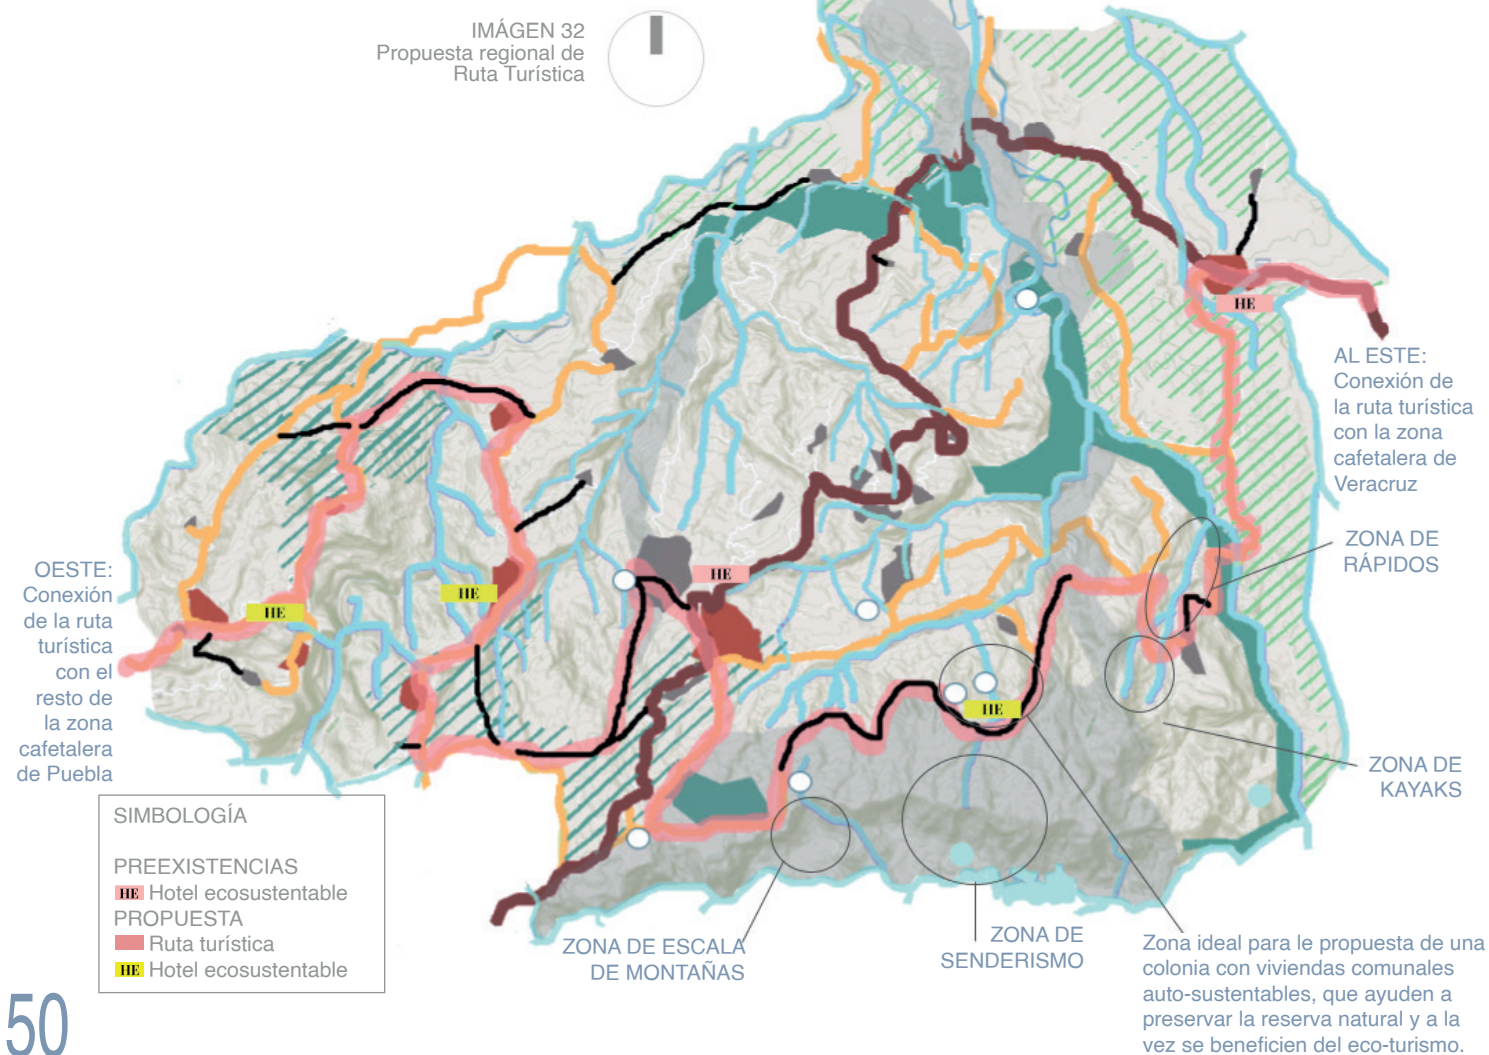 IMÁGEN 32
Propuesta regional de
Ruta Turística
HE
AL ESTE:
Conexión de
la ruta turística
con la zona
cafetalera de
Veracruz
ZONA DE
RÁPIDOS
OESTE:
Conexión
de la ruta
turística
con el
resto de
la zona
cafetalera
de Puebla
HE
HE
HE
HE
ZONA DE
KAYAKS
SIMBOLOGÍA
PREEXISTENCIAS
HE Hotel ecosustentable
PROPUESTA
Ruta turística
HE Hotel ecosustentable
ZONA DE ESCALA
DE MONTAÑAS
ZONA DE
SENDERISMO
Zona ideal para le propuesta de una
colonia con viviendas comunales
auto-sustentables, que ayuden a
preservar la reserva natural y a la
vez se beneficien del eco-turismo.
50